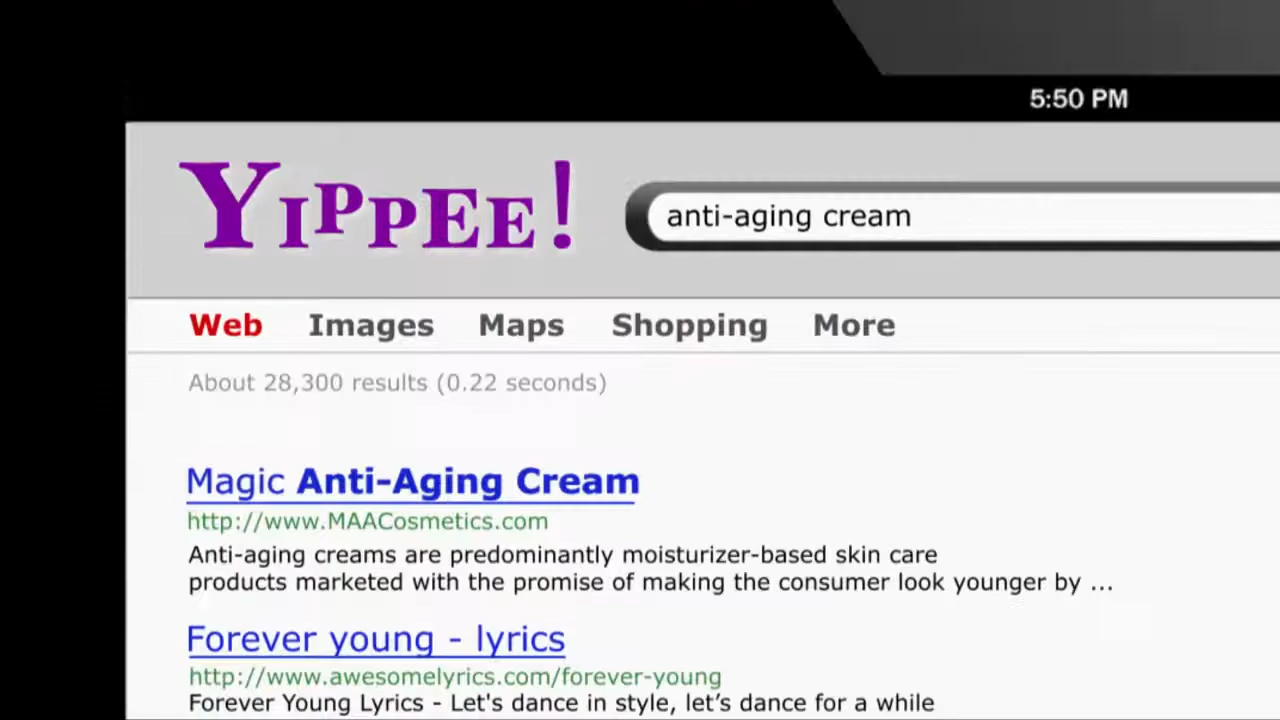 5:50 PM
YIPPEE!
anti-aging cream
Web Images Maps Shopping More
About 28,300 results (0.22 seconds)
Magic Anti-Aging Cream
http://www.MAACosmetics.com
Anti-aging creams are predominantly moisturizer-based skin care
products marketed with the promise of making the consumer look younger by ...
Forever young - lyrics
http://www.awesomelyrics.com/forever-young
Forever Young Lyrics - Let's dance in style, let’s dance for a while